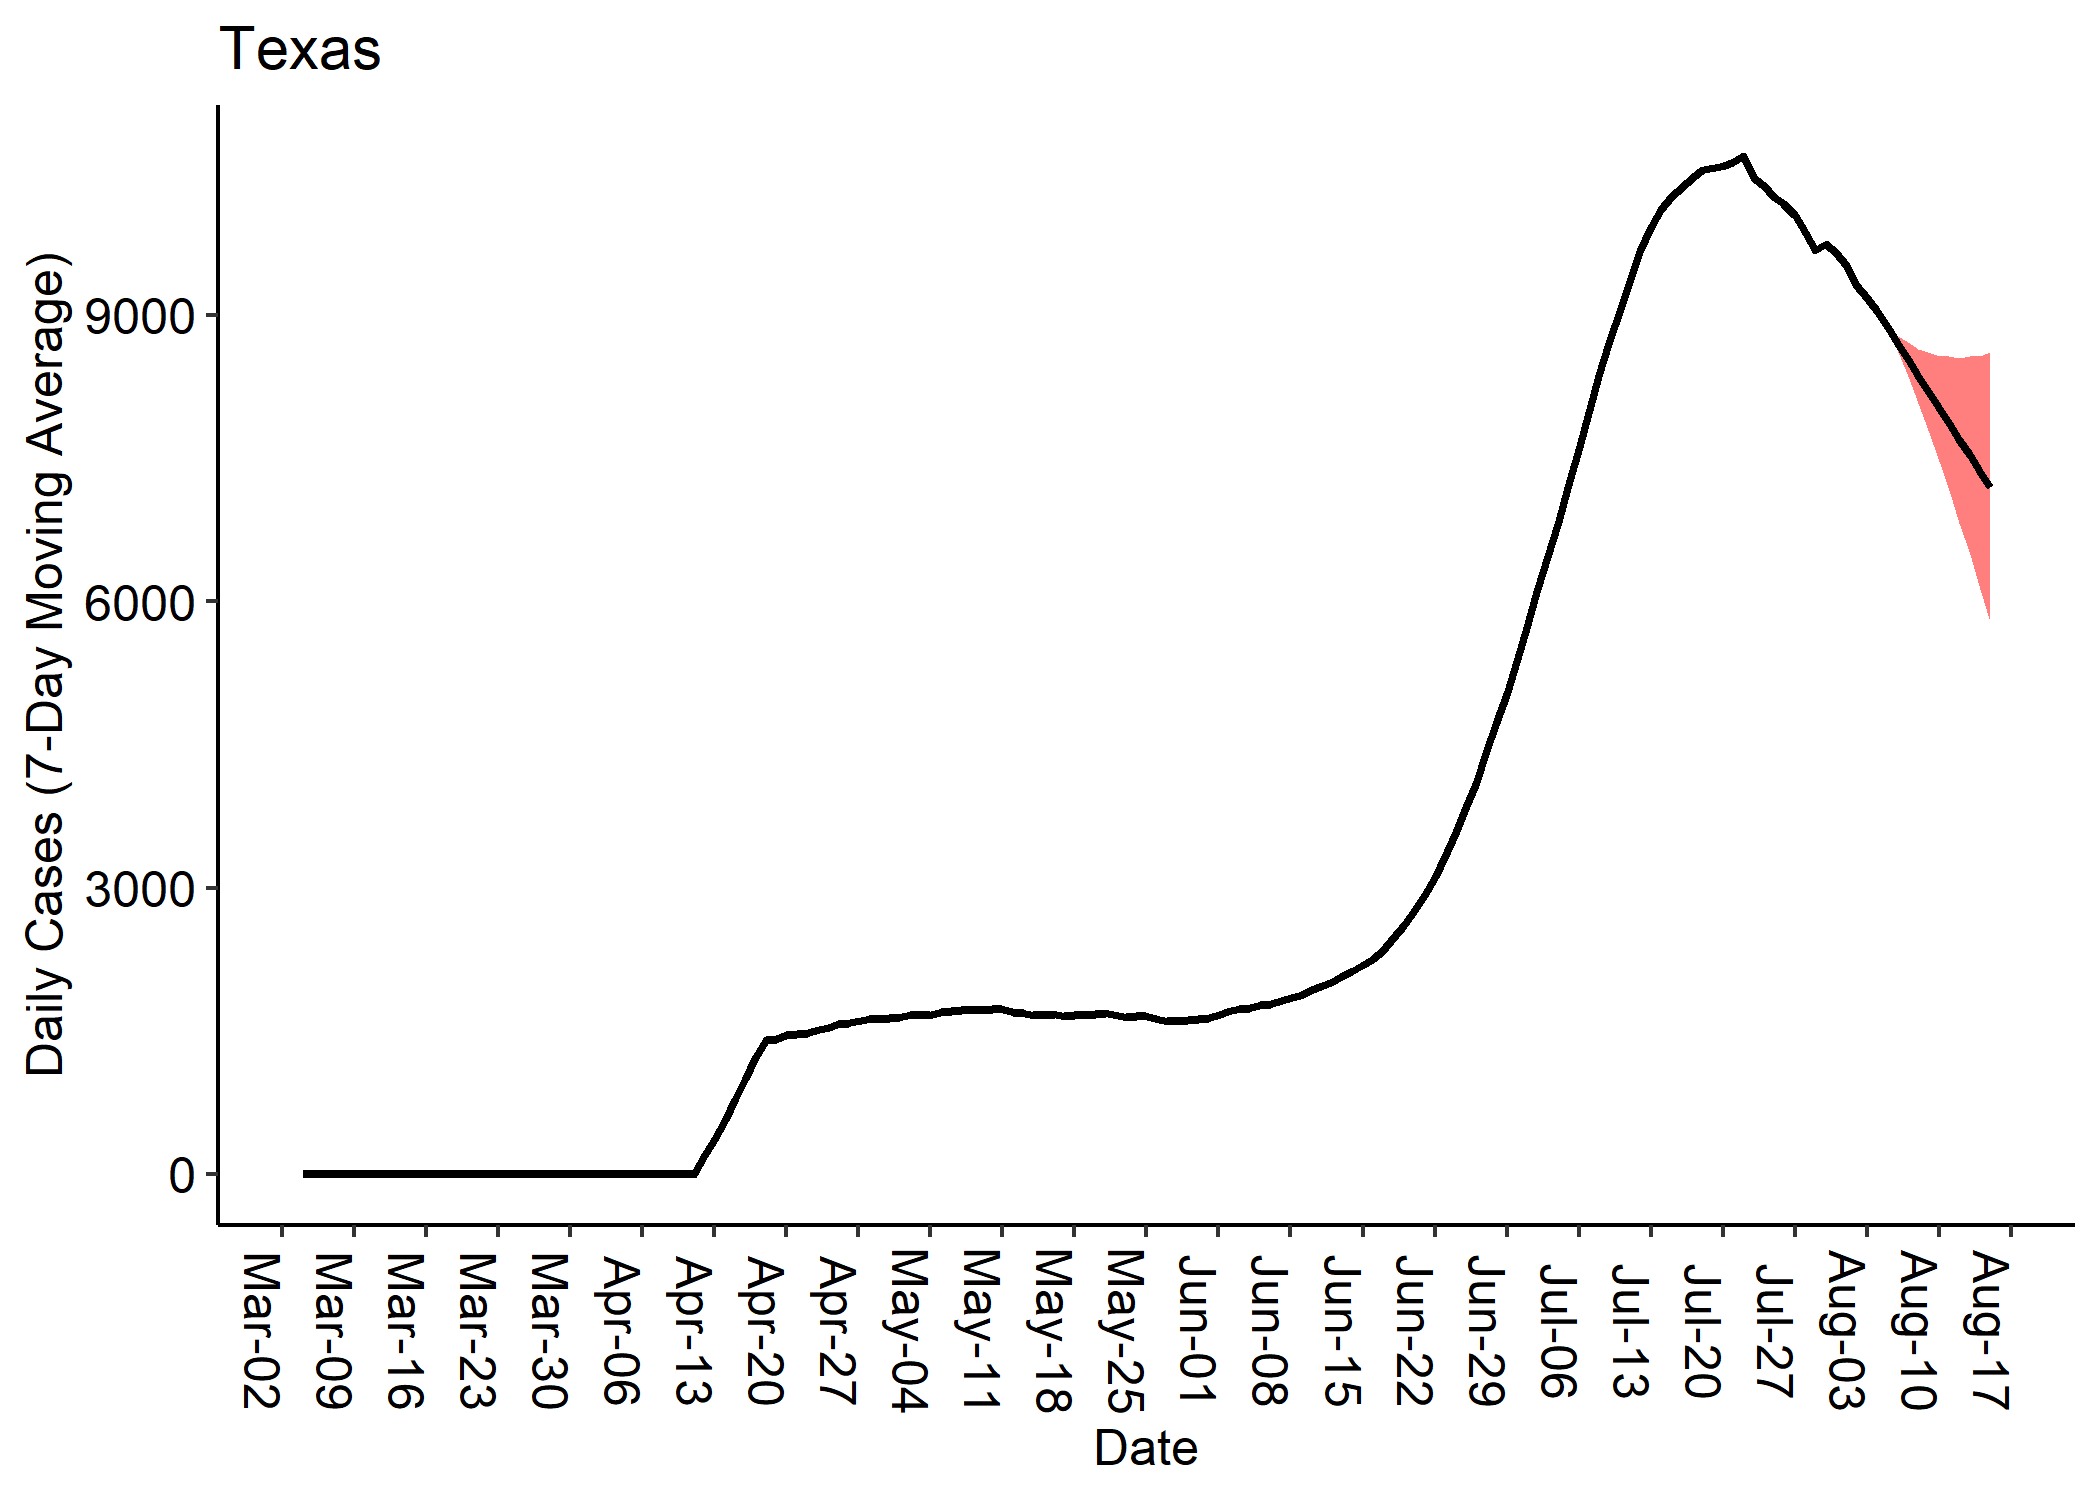 Texas
Daily Cases (7-Day Moving Average)
9000
6000
3000
0
Mar-02
Mar-09
Mar-16
Mar-23
Mar-30
Apr-06
Apr-13
Apr-20
Apr-27
May-04
May-11
May-18
May-25
Jun-01
Jun-08
Jun-15
Jun-22
Jun-29
Jul-06
Jul-13
Jul-20
Jul-27
Aug-03
Aug-10
Aug-17
Date